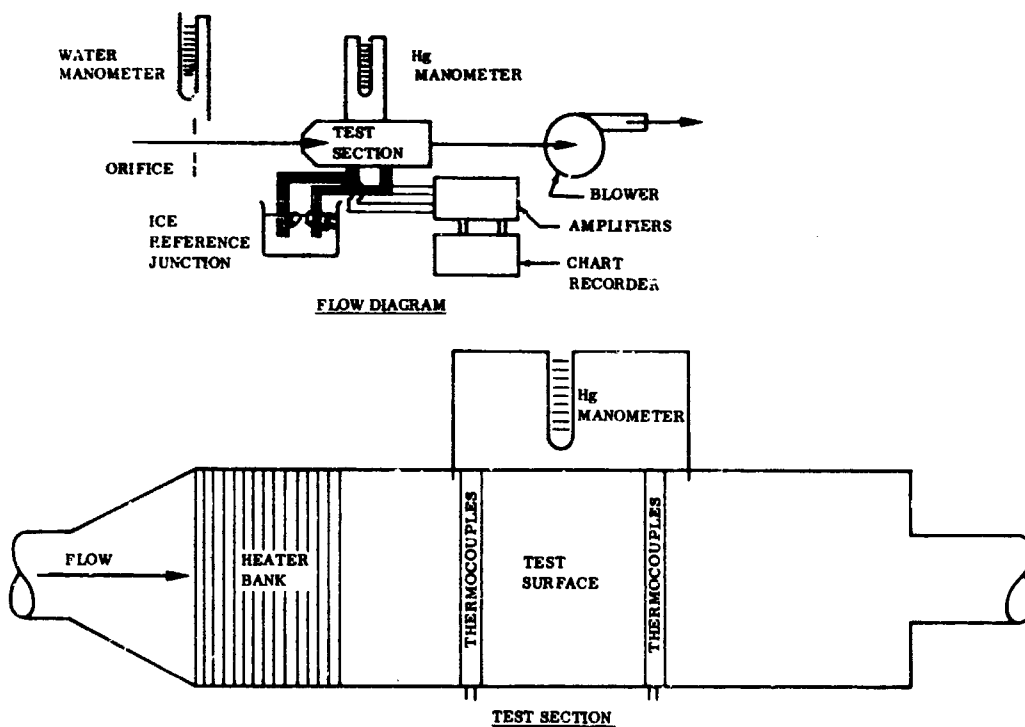 WATER
MANOMETER
Hg
MANOMETER
TEST
SECTION
ORIFICE
BLOWER
AMPLIFIERS
ICE
REFERENCE
JUNCTION
CHART
RECORDER
FLOW DIAGRAM
Hg
MANOMETER
FLOW
HEATER
BANK
THERMOCOUPLES
TEST
SURFACE
THERMOCOUPLES
TEST SECTION